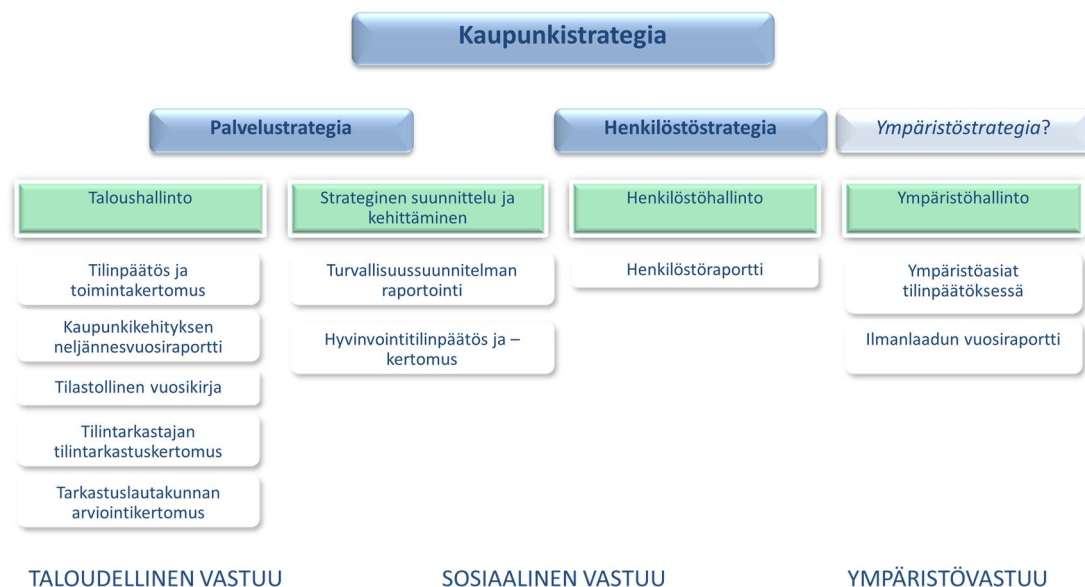 Kaupunkistrategia
Palvelustrategia
Henkilöstöstrategia
Ympäristöstrategia?
Taloushallinto
Strateginen suunnittelu ja
kehittäminen
Henkilöstöhallinto
Ympäristöhallinto
Tilinpäätös ja
toimintakertomus
Kaupunkikehityksen
neljännesvuosiraportti
Tilastollinen vuosikirja
Tilintarkastajan
tilintarkastuskertomus
Tarkastuslautakunnan
arviointikertomus
Turvallisuussuunnitelman
raportointi
Hyvinvointitilinpäätös ja –
kertomus
Henkilöstöraportti
Ympäristöasiat
tilinpäätöksessä
Ilmanlaadun vuosiraportti
TALOUDELLINEN VASTUU
SOSIAALINEN VASTUU
YMPÄRISTÖVASTUU